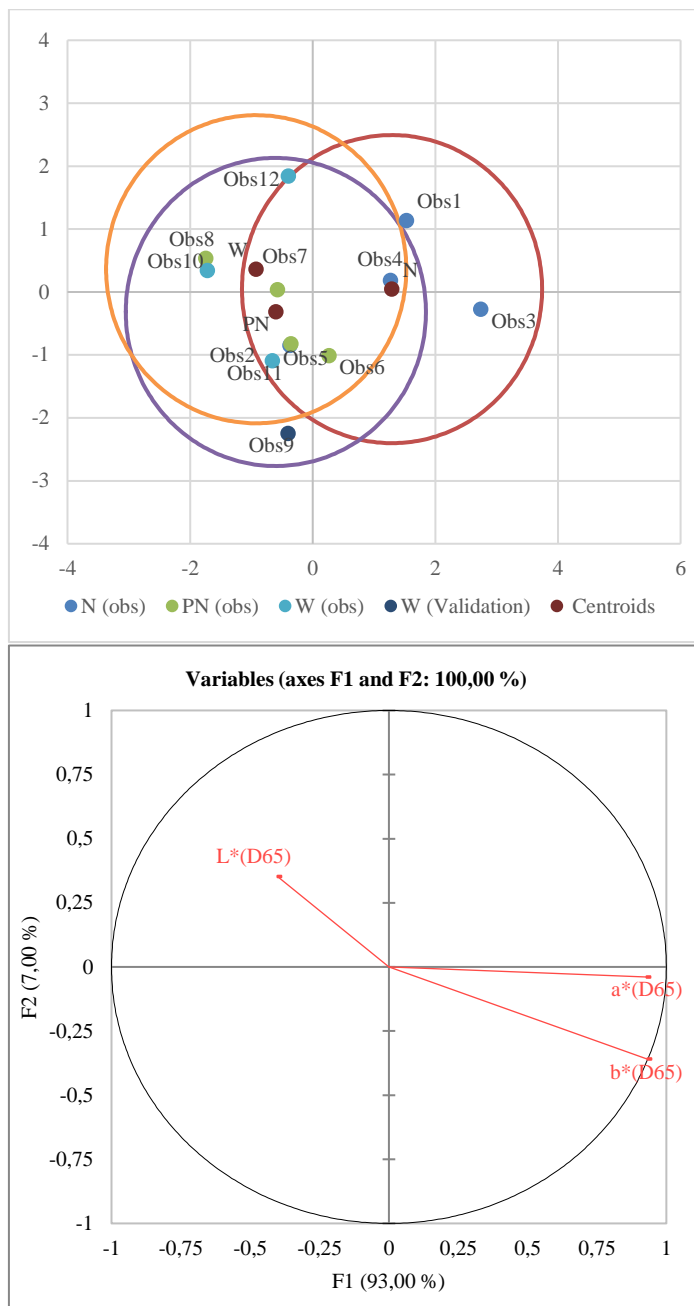 4
3
2
1
0
-1
-2
-3
-4
Obs12
Obs1
Obs8
W
Obs7
Obs10
Obs4
N
Obs3
PN
Obs2
Obs5
Obs6
Obs11
Obs9
-4 -2 0 2 4 6
N (obs) PN (obs) W (obs) W (Validation) Centroids
Variables (axes F1 and F2: 100,00 %)
1
0,75
0,5
L*(D65)
0,25
0
a*(D65)
-0,25
b*(D65)
-0,5
-0,75
-1
F2 (7,00 %)
-1 -0,75 -0,5 -0,25 0 0,25 0,5 0,75 1
F1 (93,00 %)